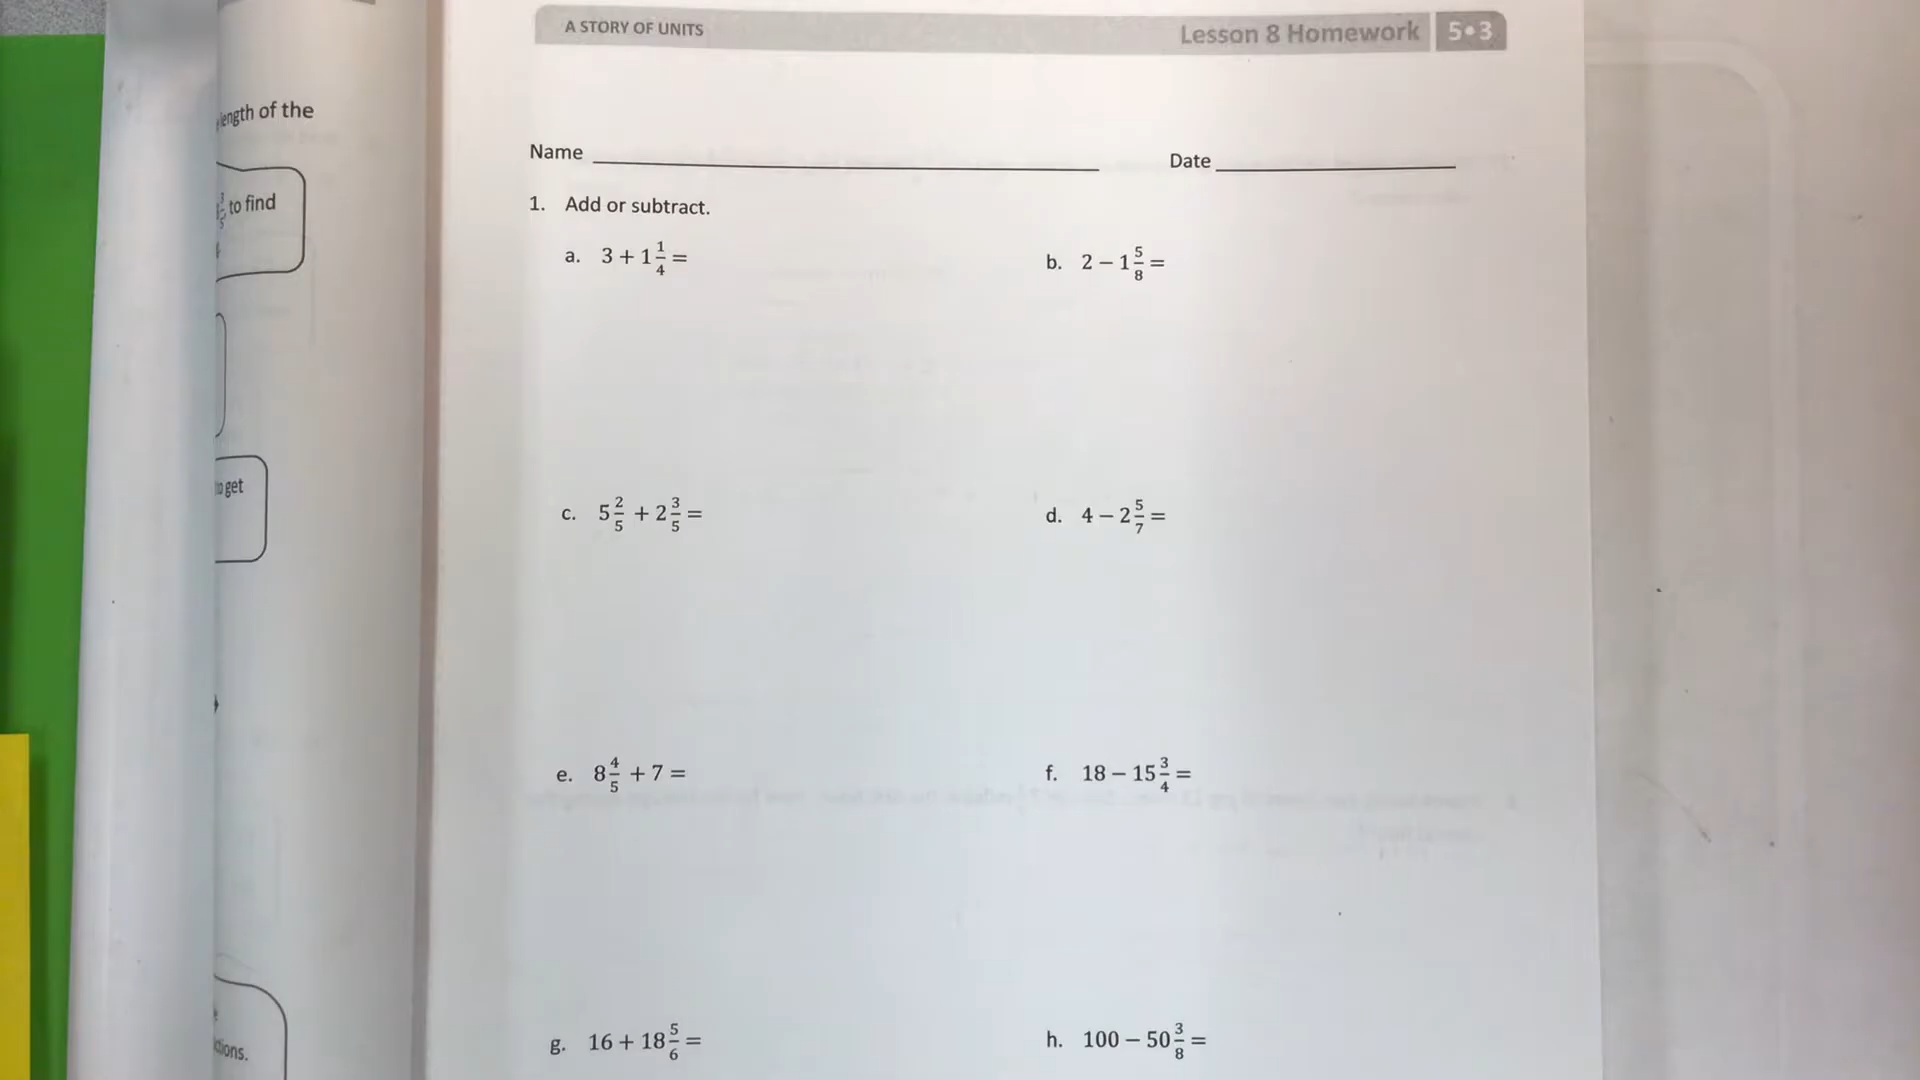 length of the
to find
to get
A STORY OF UNITS
Lesson 8 Homework 5•3
Name
Date
1. Add or subtract.
a. 3 + 1 1/4 =
b. 2 − 1 5/8 =
c. 5 2/5 + 2 3/5 =
d. 4 − 2 5/7 =
e. 8 4/5 + 7 =
f. 18 − 15 3/4 =
g. 16 + 18 5/6 =
h. 100 − 50 3/8 =